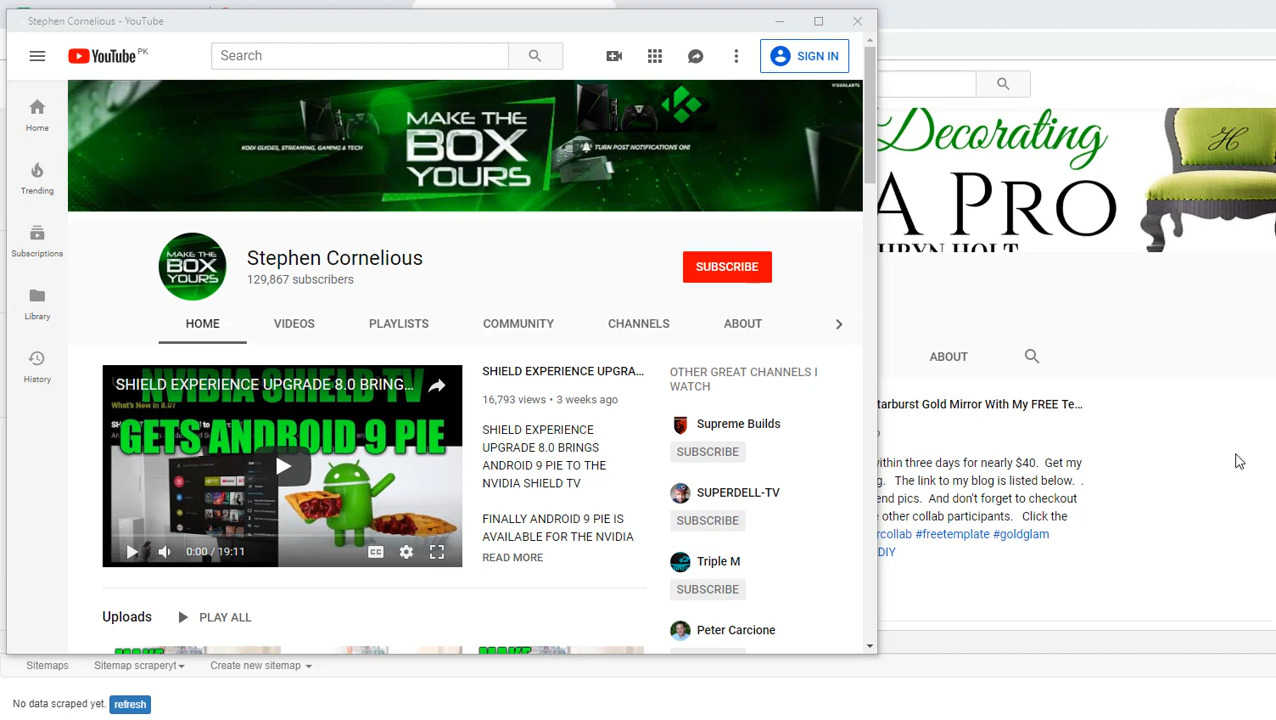 Stephen Cornelious - YouTube
YouTube PK
Search
SIGN IN
Home
Trending
Subscriptions
Library
History
KODI GUIDES, STREAMING, GAMING & TECH
MAKE THE
BOX
YOURS
TURN POST NOTIFICATIONS ON!
VISUALARTS
MAKE THE
BOX
YOURS
Stephen Cornelious
129,867 subscribers
SUBSCRIBE
HOME
VIDEOS
PLAYLISTS
COMMUNITY
CHANNELS
ABOUT
NVIDIA SHIELD TV
SHIELD EXPERIENCE UPGRADE 8.0 BRING...
GETS ANDROID 9 PIE
0:00 / 19:11
CC
SHIELD EXPERIENCE UPGRA...
16,793 views • 3 weeks ago
SHIELD EXPERIENCE
UPGRADE 8.0 BRINGS
ANDROID 9 PIE TO THE
NVIDIA SHIELD TV
FINALLY ANDROID 9 PIE IS
AVAILABLE FOR THE NVIDIA
READ MORE
OTHER GREAT CHANNELS I
WATCH
Supreme Builds
SUBSCRIBE
SUPERDELL-TV
SUBSCRIBE
Triple M
SUBSCRIBE
Peter Carcione
Uploads
PLAY ALL
Decorating
A PRO
HRYN HOLT
H
ABOUT
tarburst Gold Mirror With My FREE Te...
within three days for nearly $40. Get my
g. The link to my blog is listed below. .
end pics. And don't forget to checkout
e other collab participants. Click the
rcollab #freetemplate #goldglam
DIY
Sitemaps
Sitemap scraperyt
Create new sitemap
No data scraped yet. refresh